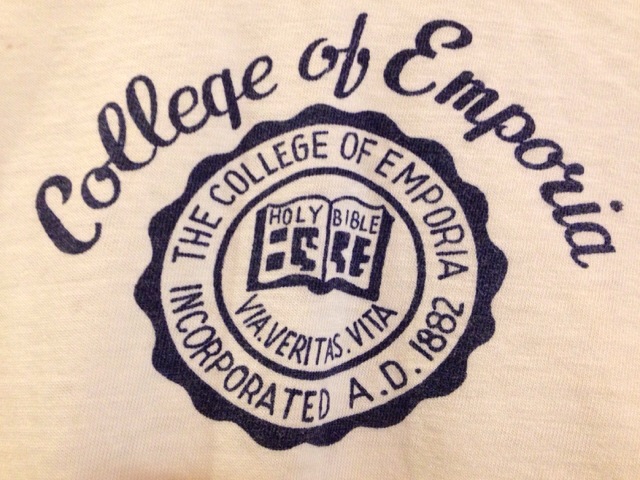 College of Emporia
THE COLLEGE OF EMPORIA
HOLY BIBLE
VIA.VERITAS.VITA
INCORPORATED A.D. 1882